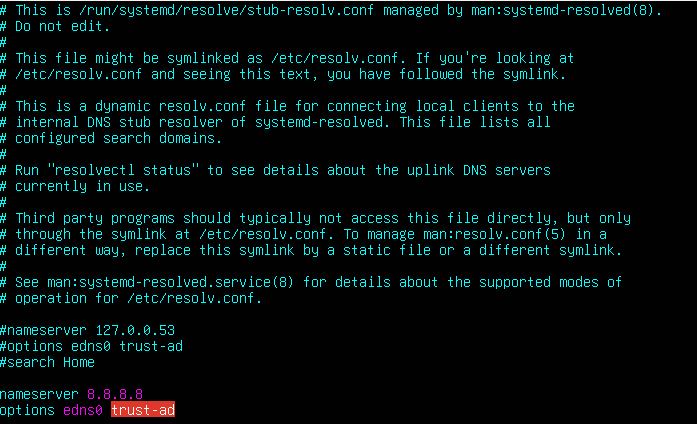 # This is /run/systemd/resolve/stub-resolv.conf managed by man:systemd-resolved(8).
# Do not edit.
#
# This file might be symlinked as /etc/resolv.conf. If you're looking at
# /etc/resolv.conf and seeing this text, you have followed the symlink.
#
# This is a dynamic resolv.conf file for connecting local clients to the
# internal DNS stub resolver of systemd-resolved. This file lists all
# configured search domains.
#
# Run "resolvectl status" to see details about the uplink DNS servers
# currently in use.
#
# Third party programs should typically not access this file directly, but only
# through the symlink at /etc/resolv.conf. To manage man:resolv.conf(5) in a
# different way, replace this symlink by a static file or a different symlink.
#
# See man:systemd-resolved.service(8) for details about the supported modes of
# operation for /etc/resolv.conf.
#nameserver 127.0.0.53
#options edns0 trust-ad
#search Home
nameserver 8.8.8.8
options edns0 trust-ad